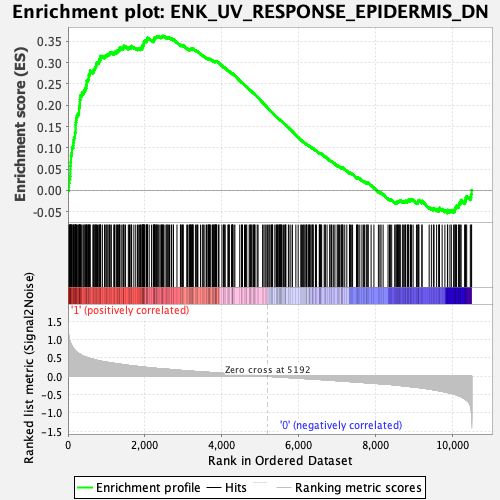 Enrichment plot: ENK_UV_RESPONSE_EPIDERMIS_DN
Enrichment score (ES)
0.35
0.30
0.25
0.20
0.15
0.10
0.05
0.00
-0.05
'1' (positively correlated)
Ranked list metric (Signal2Noise)
1.5
1.0
0.5
0.0
-0.5
-1.0
-1.5
Zero cross at 5192
'0' (negatively correlated)
0
2,000
4,000
6,000
8,000
10,000
Rank in Ordered Dataset
Enrichment profile
Hits
Ranking metric scores